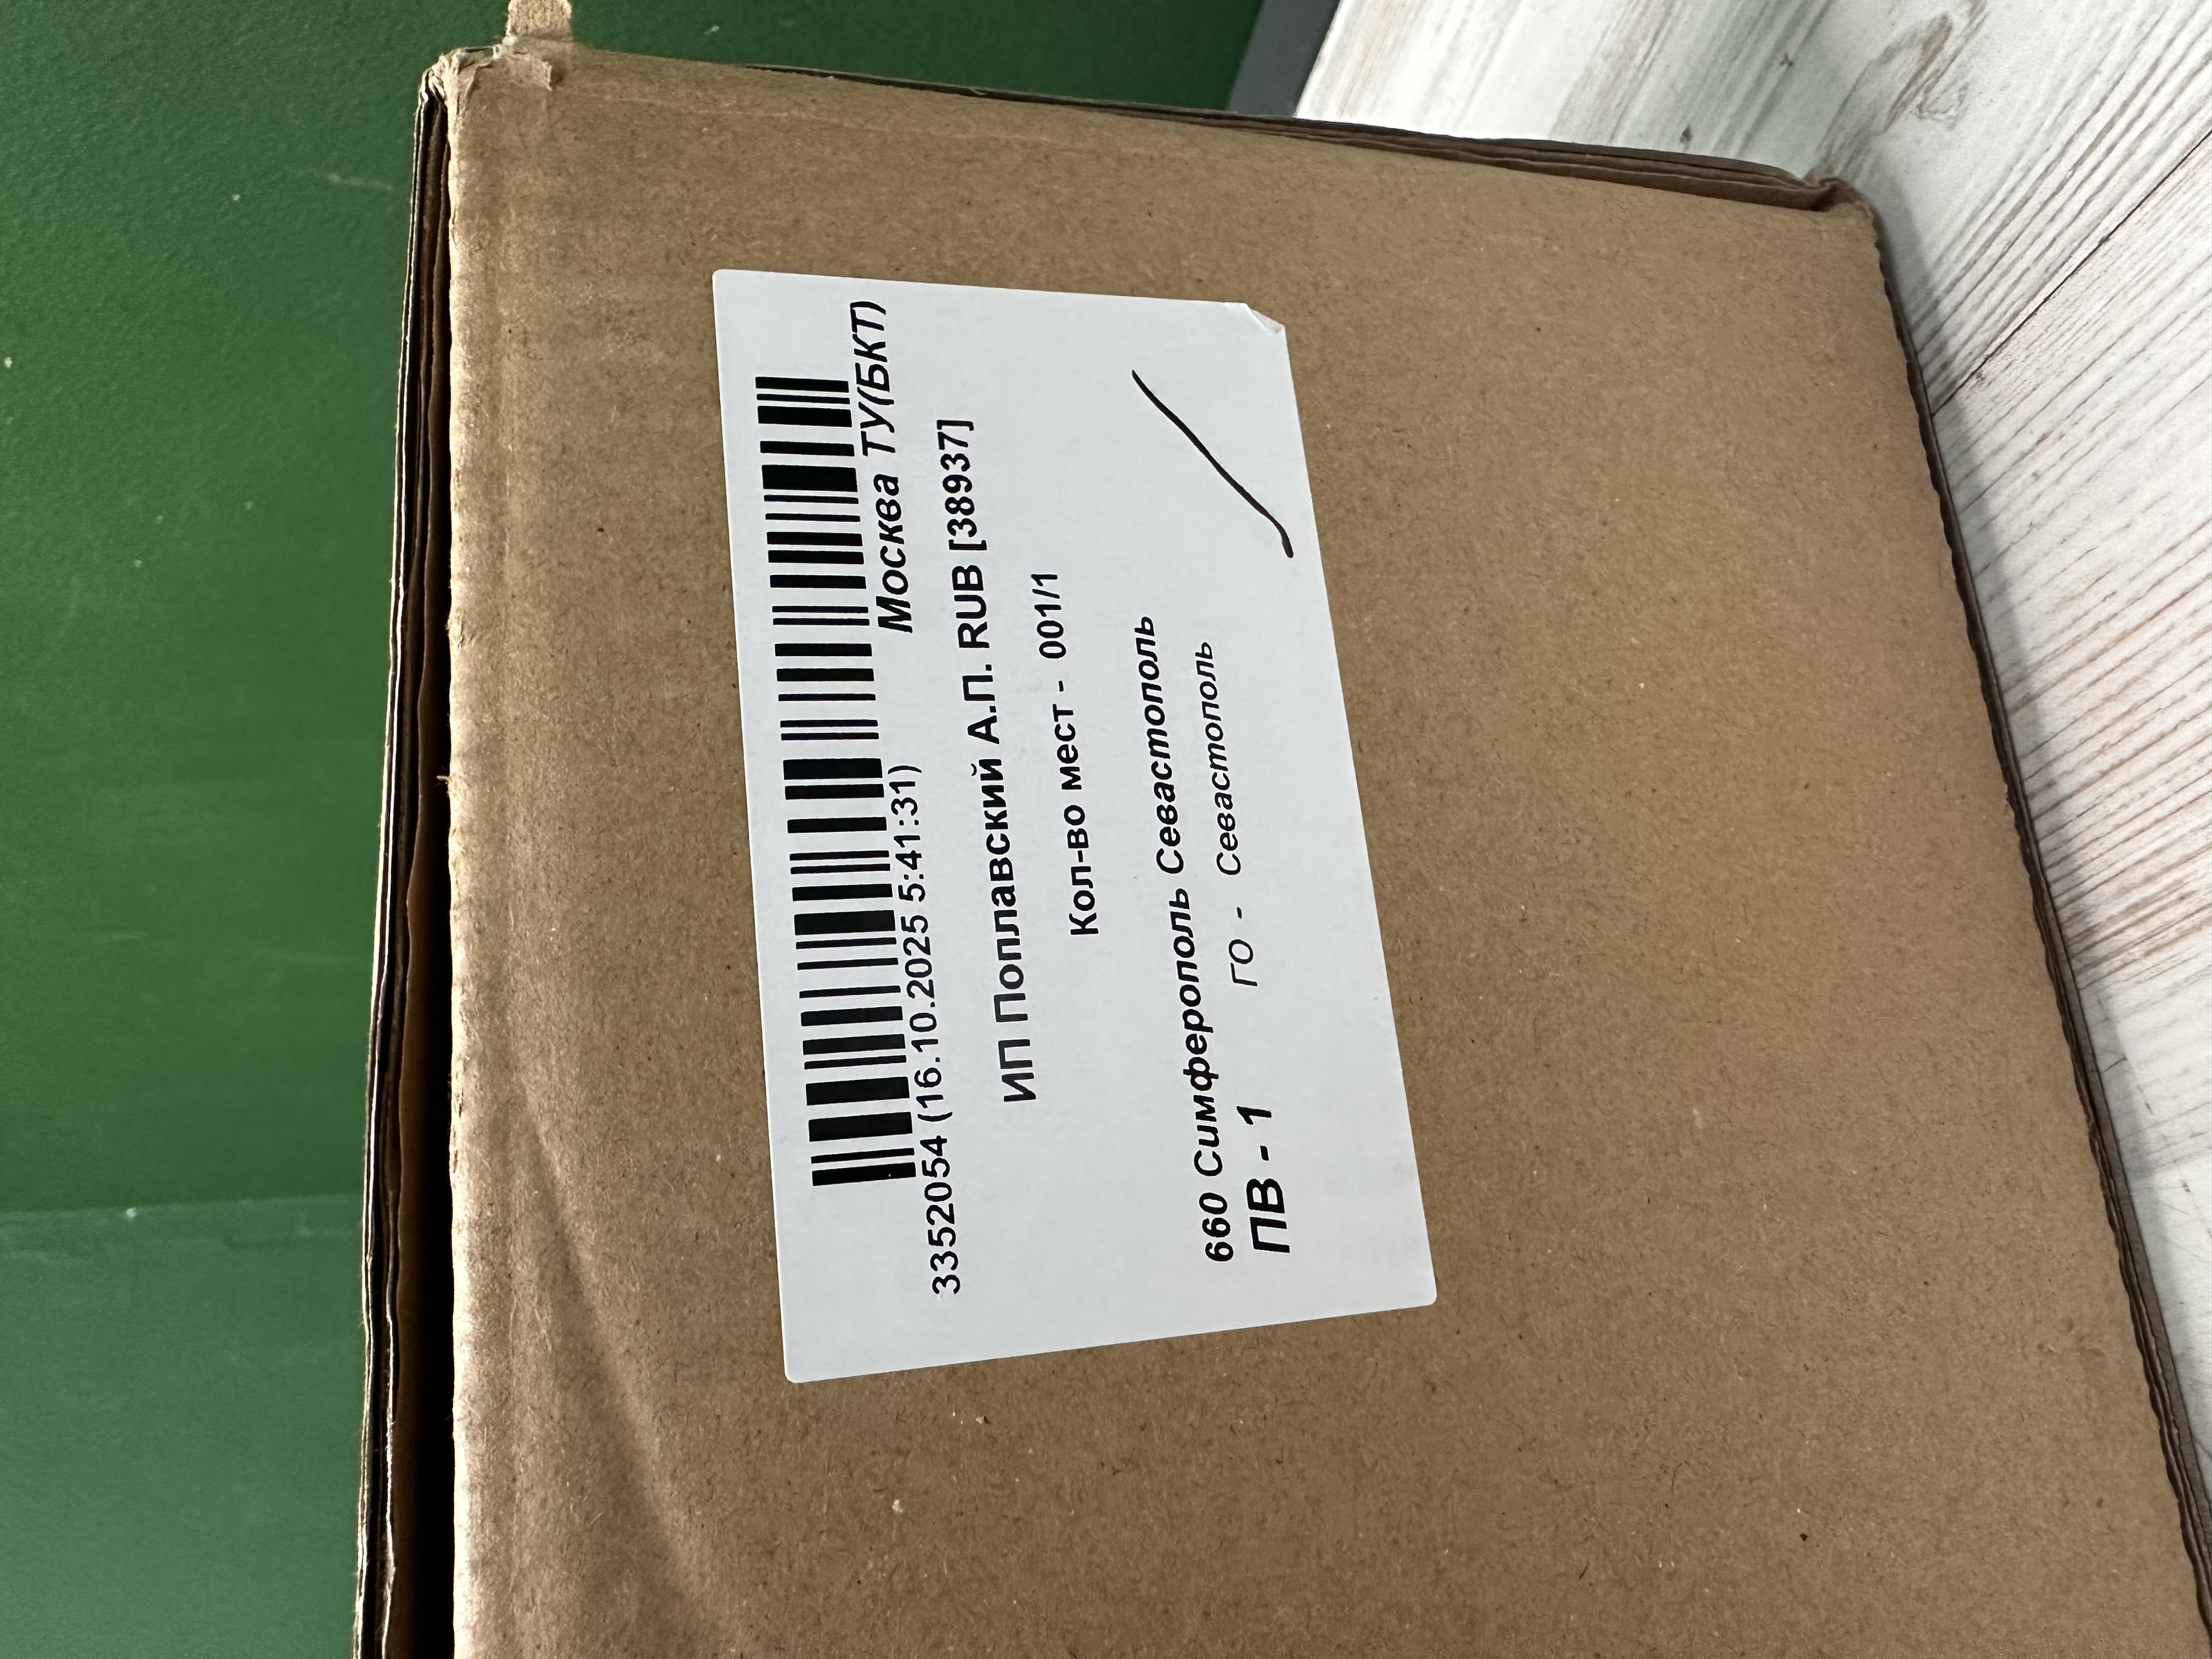 Москва ТУ(БКТ)
3352054 (16.10.2025 5:41:31)
ИП Поплавский А.П. RUB [38937]
Кол-во мест - 001/1
660 Симферополь Севастополь
ПВ - 1 ГО - Севастополь